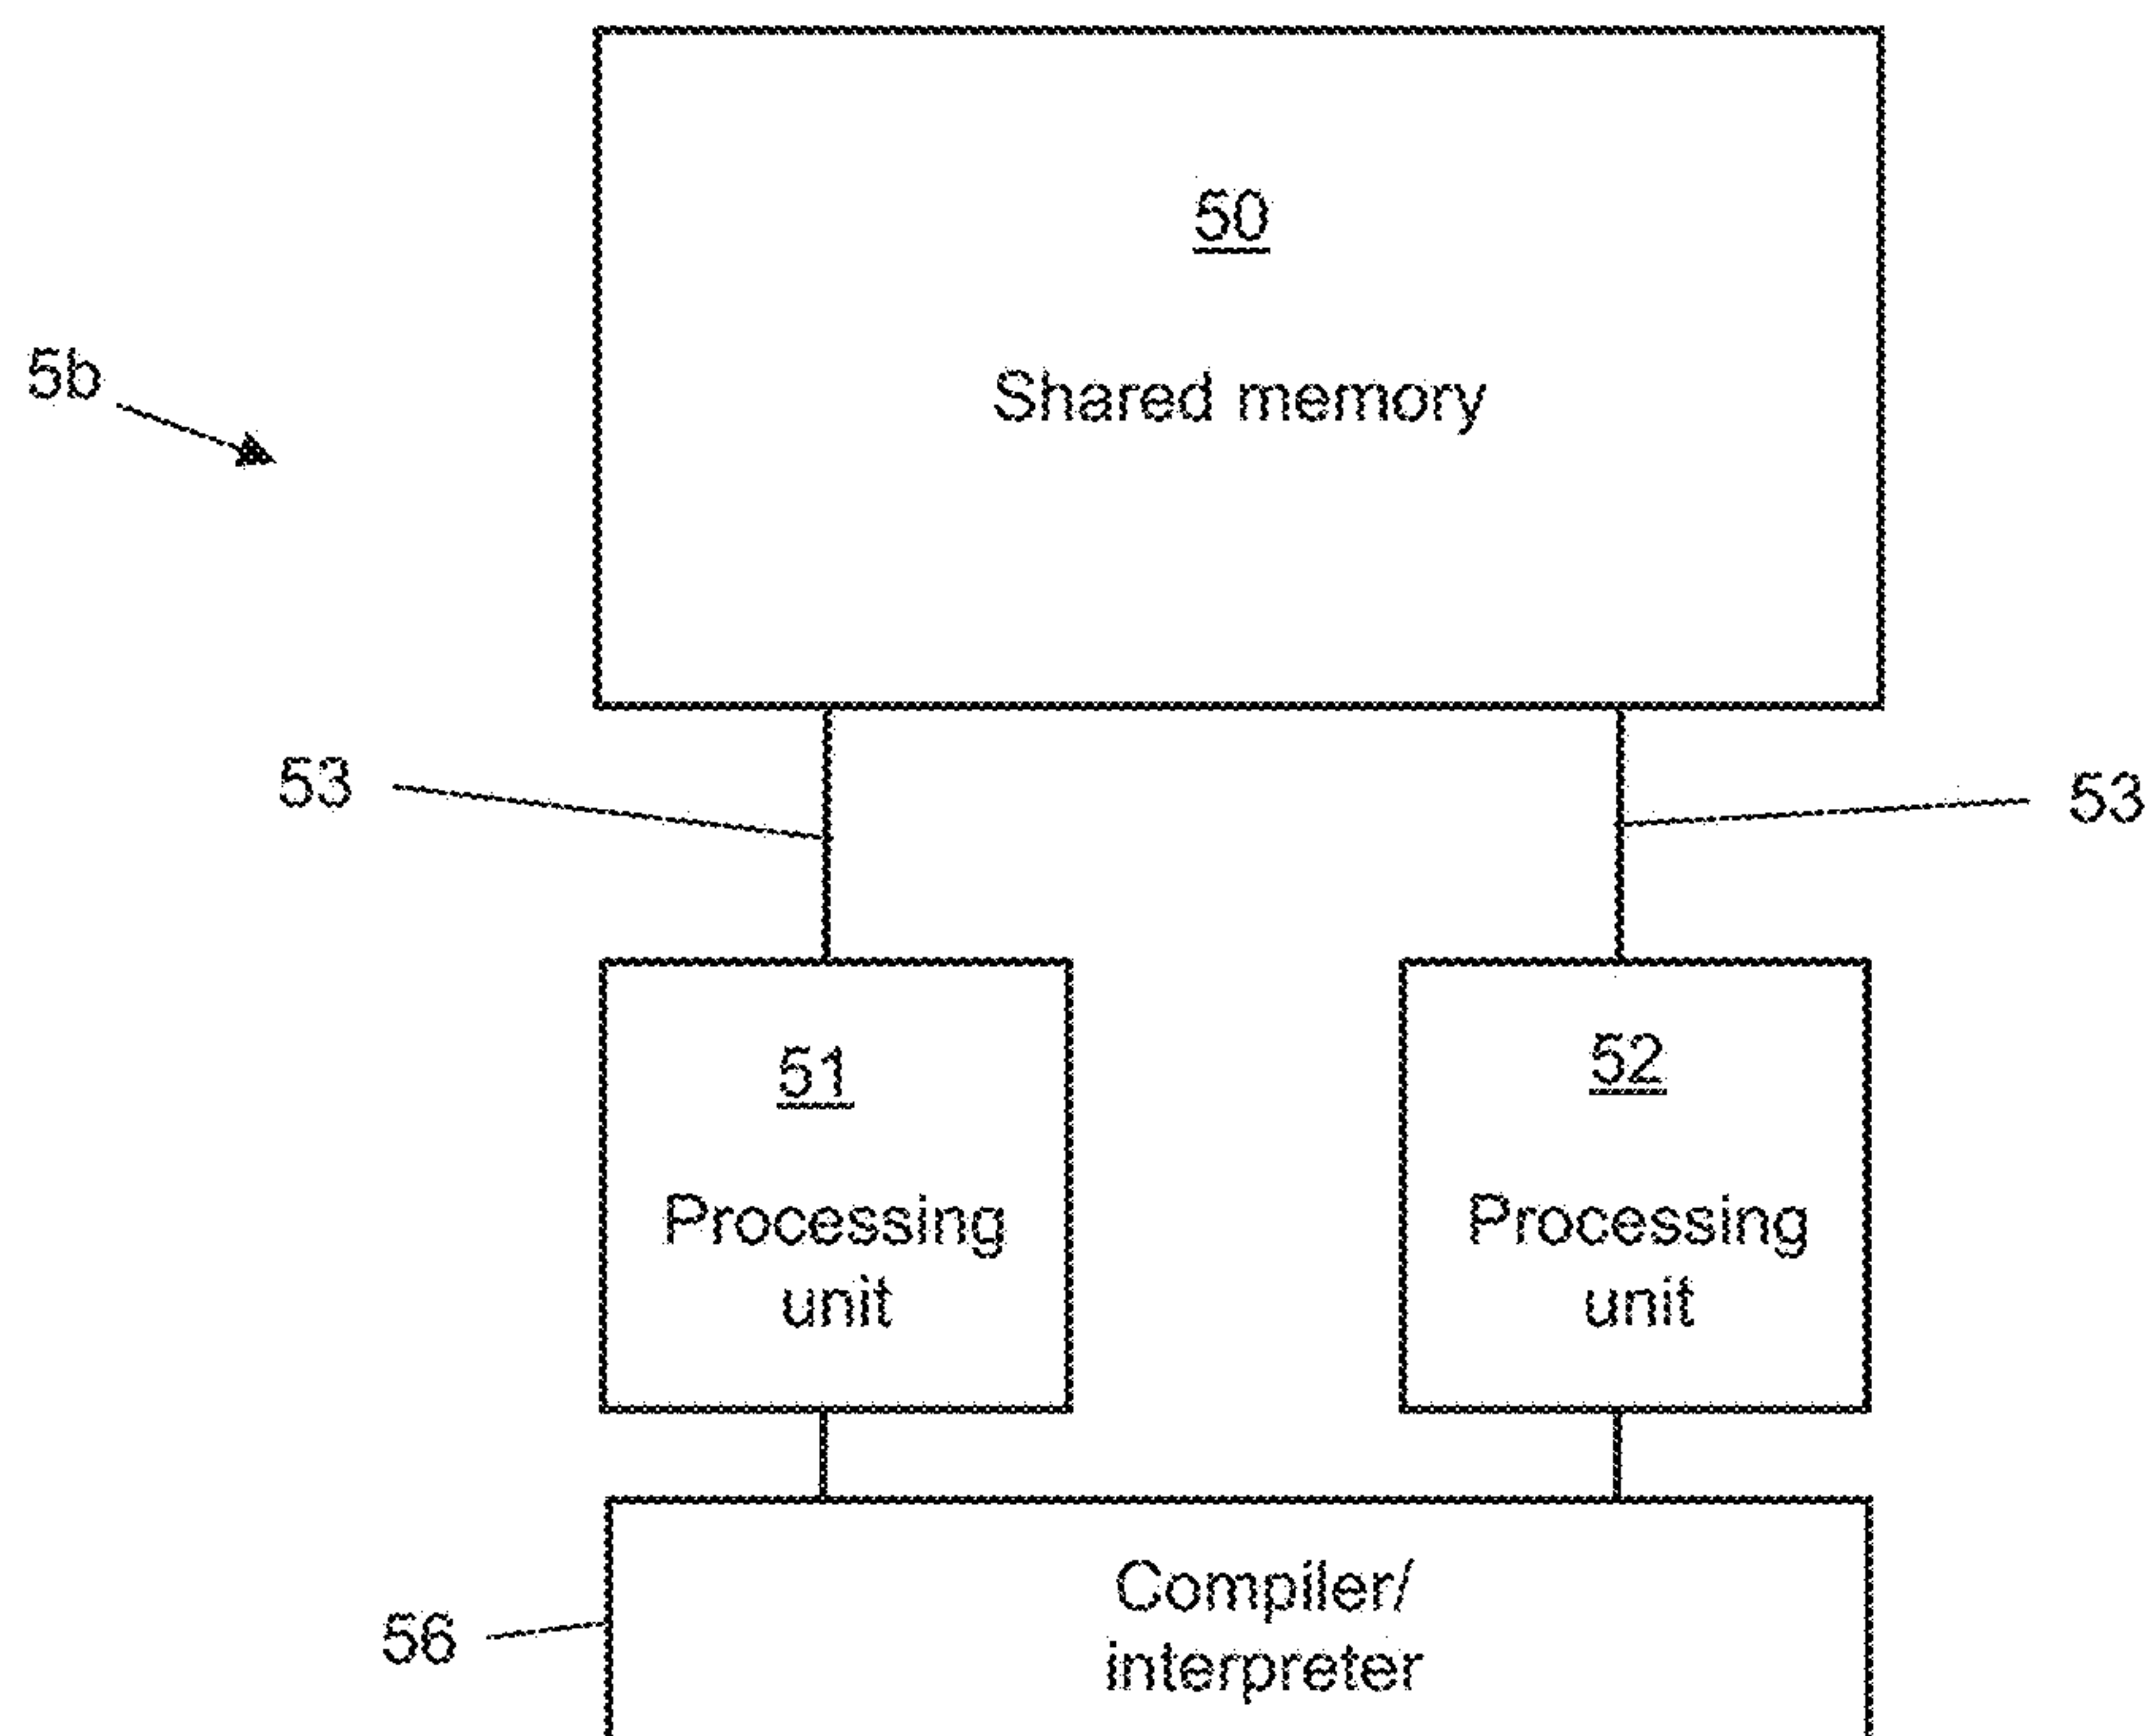 50
5b
Shared memory
53
53
51
52
Processing
unit
Processing
unit
Compiler/
interpreter
56